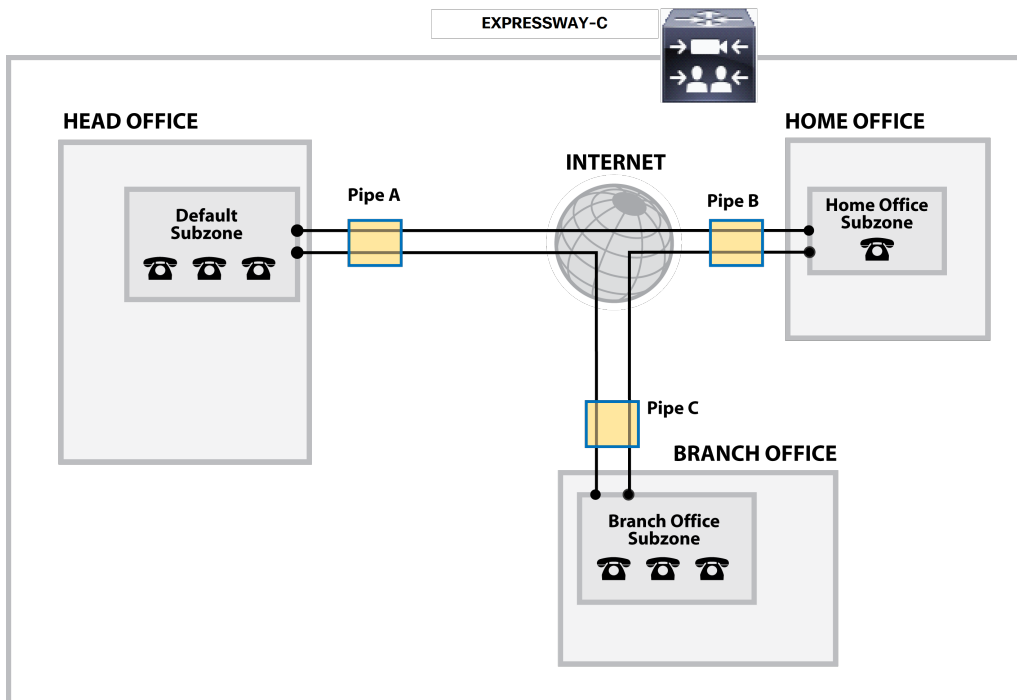 EXPRESSWAY-C
HEAD OFFICE
HOME OFFICE
INTERNET
Pipe A
Pipe B
Default
Subzone
Home Office
Subzone
Pipe C
BRANCH OFFICE
Branch Office
Subzone